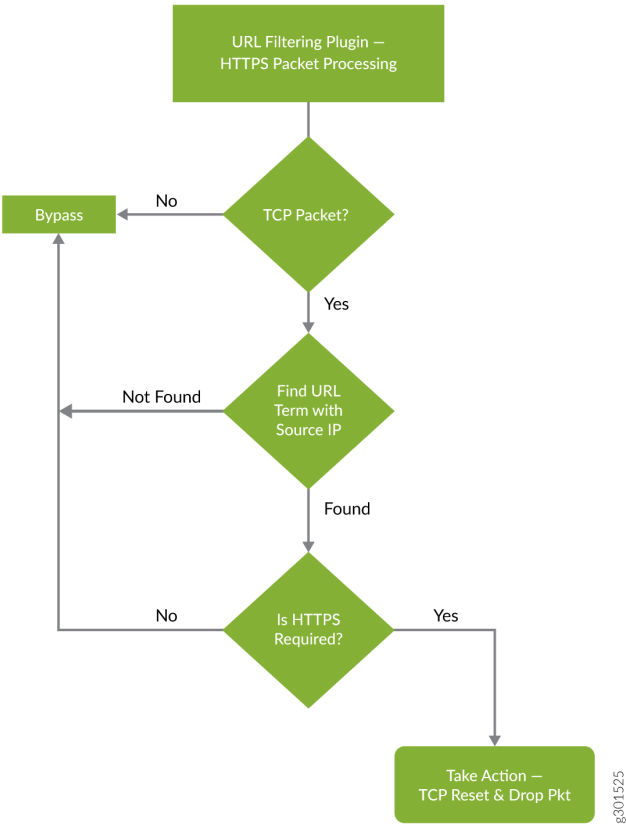 URL Filtering Plugin —
HTTPS Packet Processing
TCP Packet?
No
Bypass
Yes
Find URL
Term with
Source IP
Not Found
Found
Is HTTPS
Required?
No
Yes
Take Action —
TCP Reset & Drop Pkt
g301525